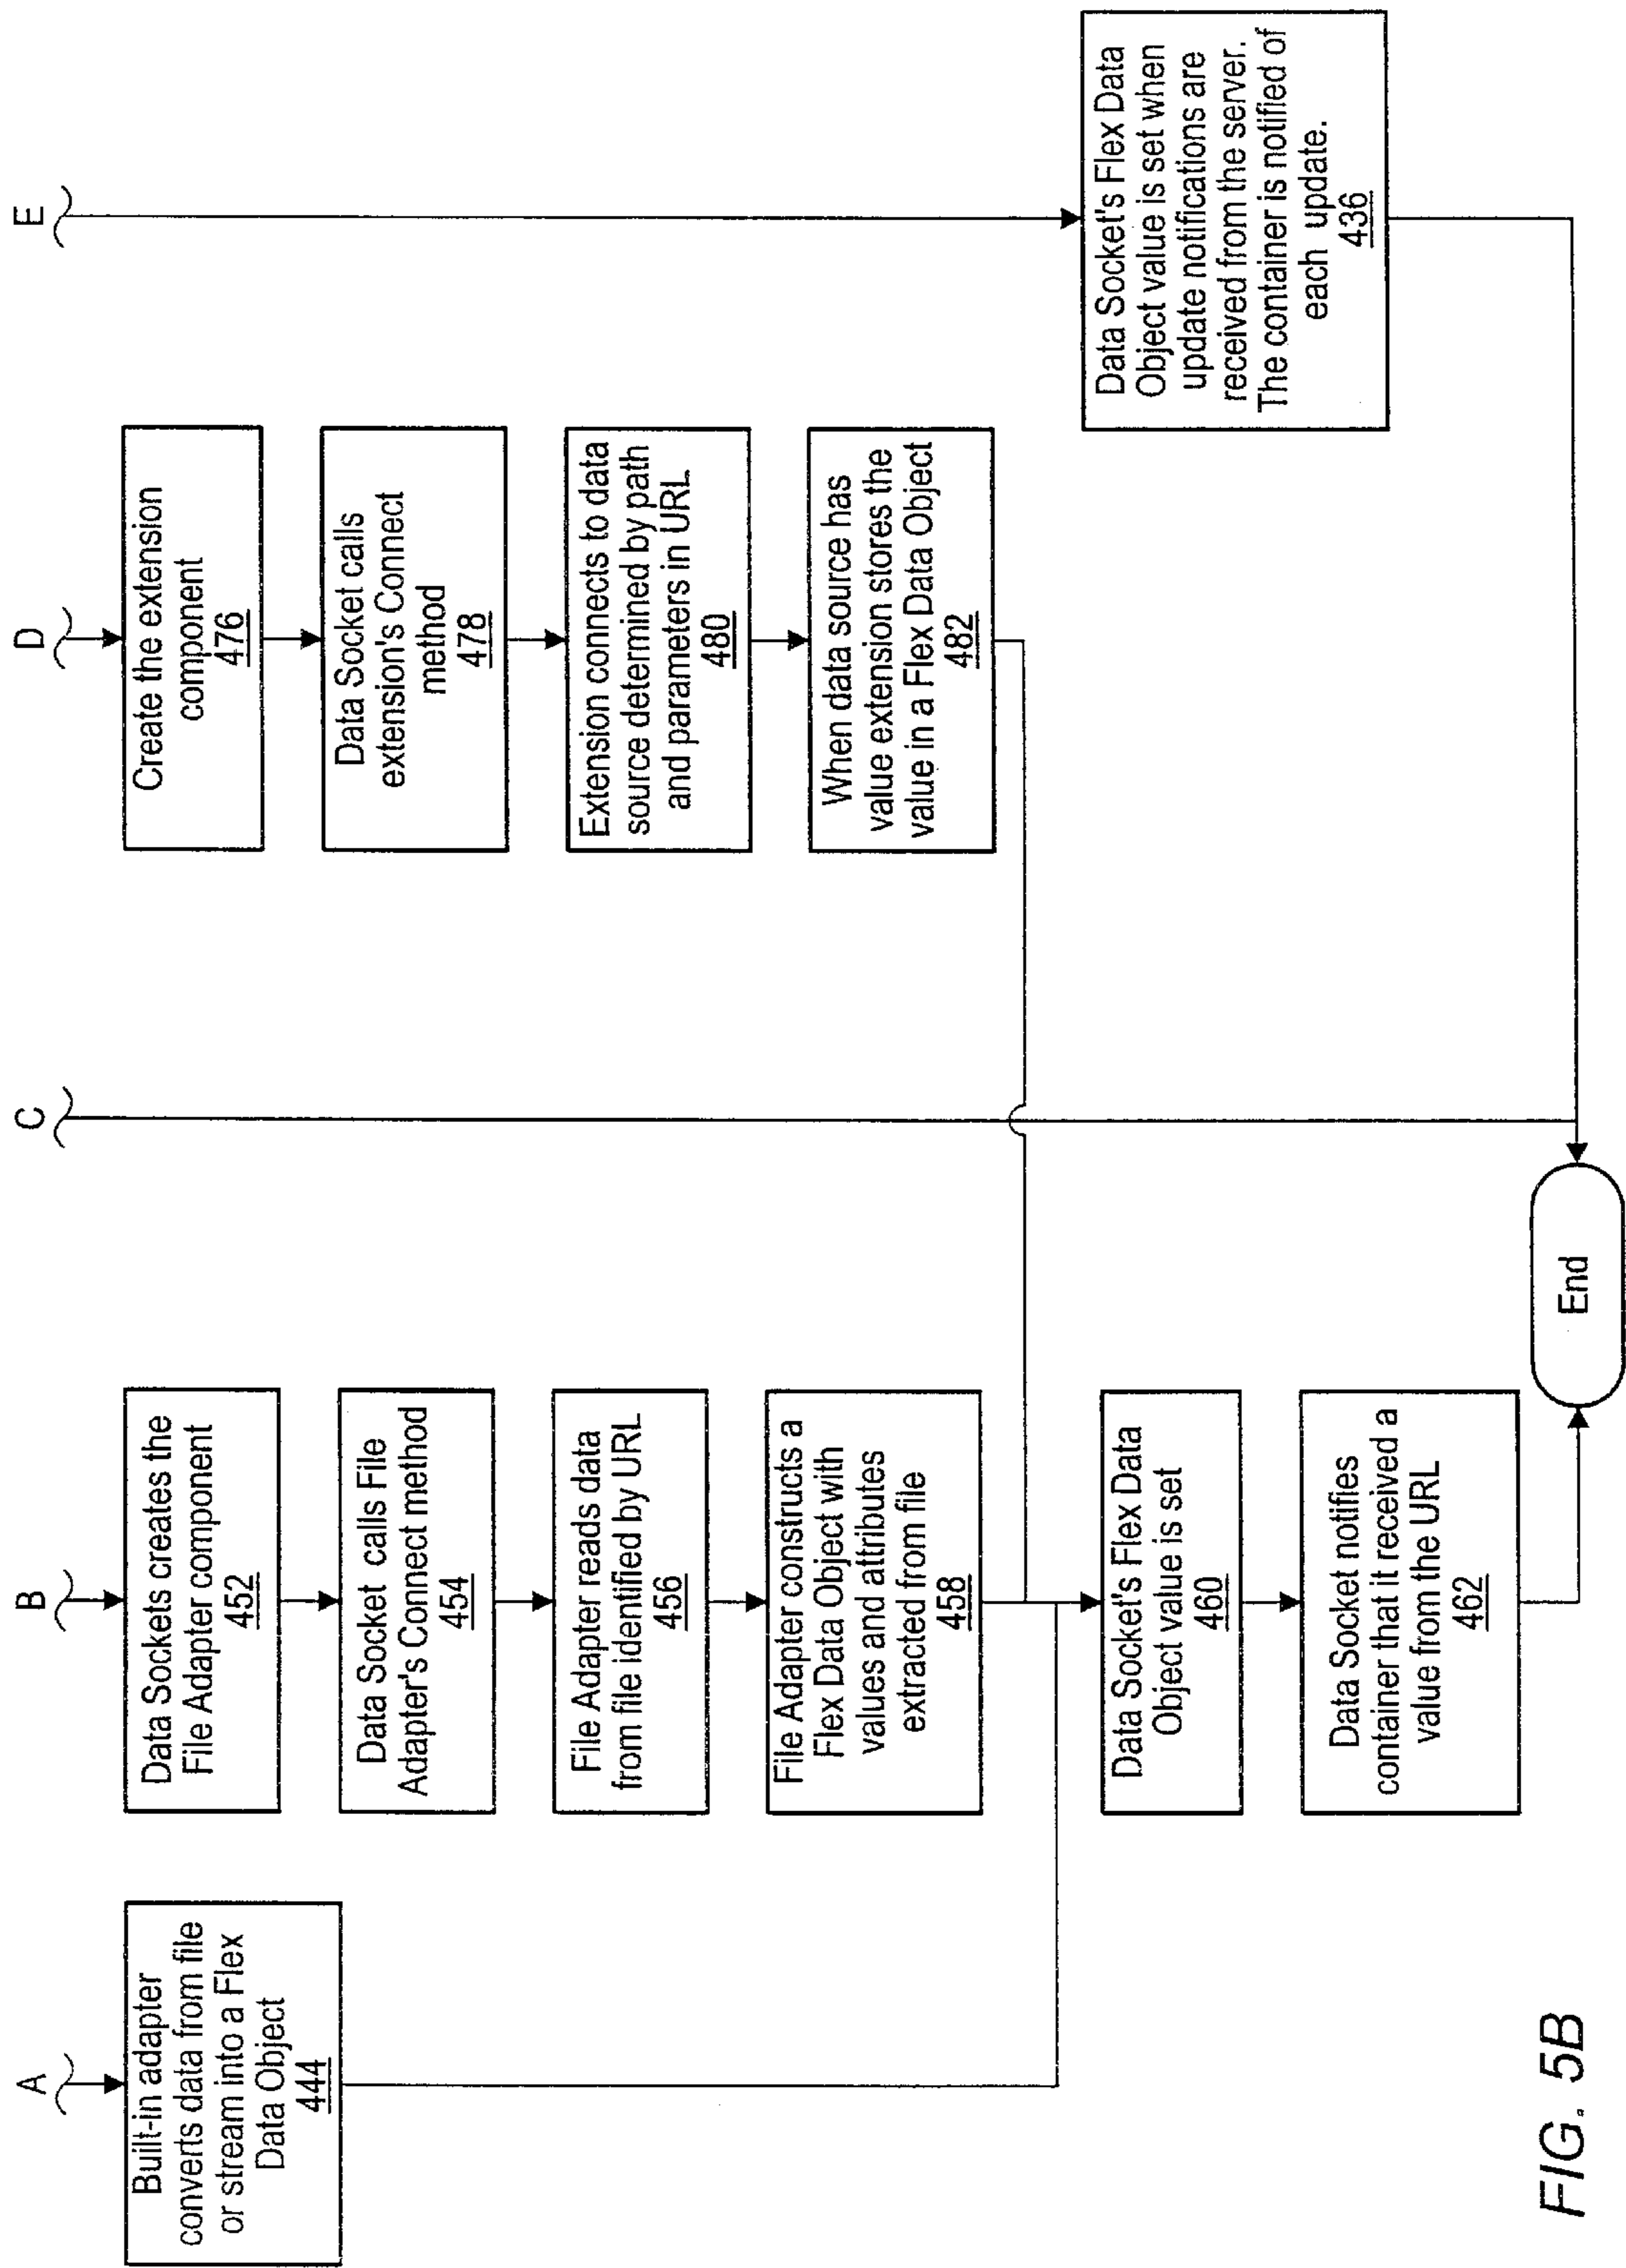 A
B
C
D
E
Built-in adapter
converts data from file
or stream into a Flex
Data Object
444
Data Sockets creates the
File Adapter component
452
Data Socket calls File
Adapter's Connect method
454
File Adapter reads data
from file identified by URL
456
File Adapter constructs a
Flex Data Object with
values and attributes
extracted from file
458
Data Socket's Flex Data
Object value is set
460
Data Socket notifies
container that it received a
value from the URL
462
Create the extension
component
476
Data Socket calls
extension's Connect
method
478
Extension connects to data
source determined by path
and parameters in URL
480
When data source has
value extension stores the
value in a Flex Data Object
482
Data Socket's Flex Data
Object value is set when
update notifications are
received from the server.
The container is notified of
each update.
436
End
FIG. 5B